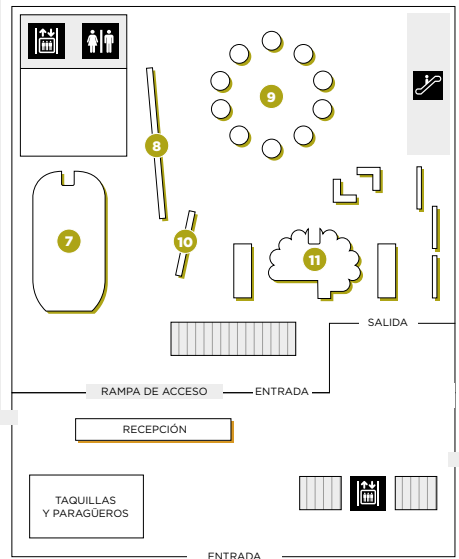 9
8
7
10
11
SALIDA
RAMPA DE ACCESO
ENTRADA
RECEPCIÓN
TAQUILLAS
Y PARAGÜEROS
ENTRADA